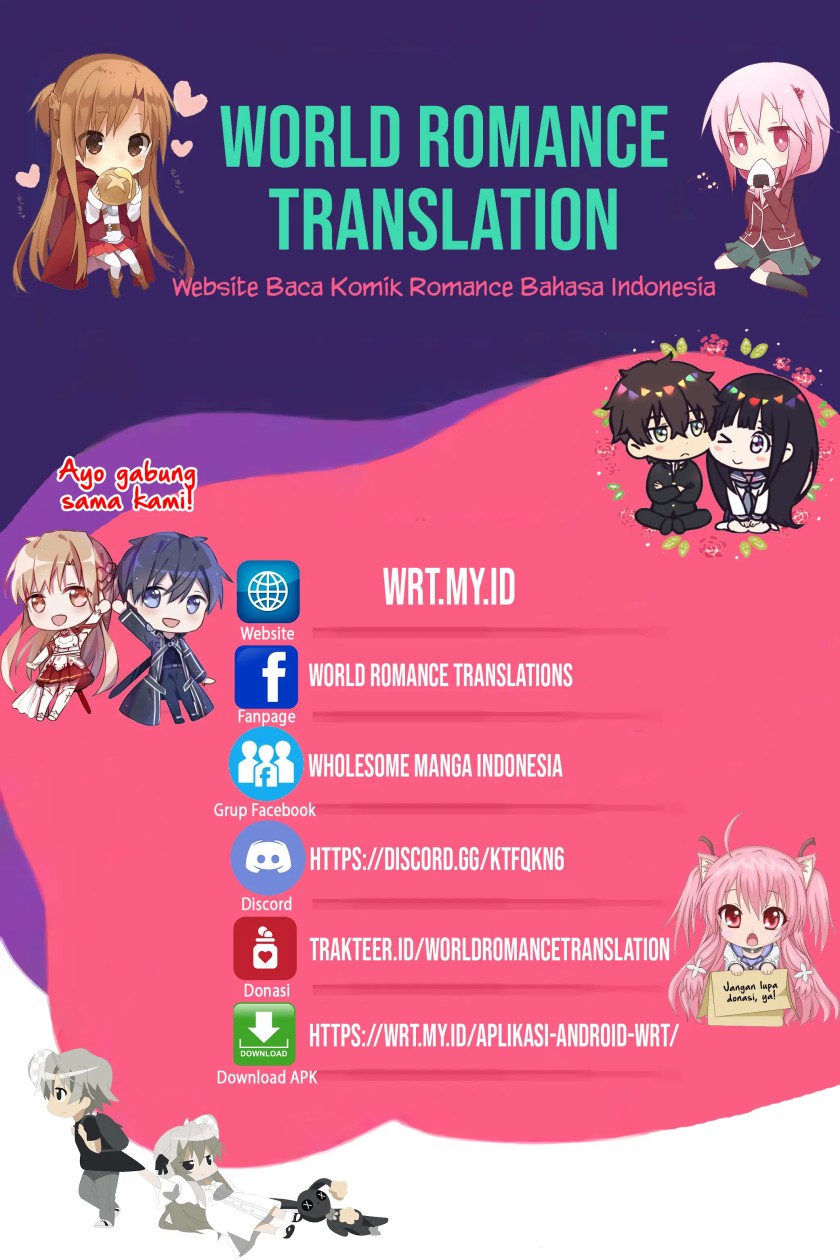 WORLD ROMANCE
TRANSLATION
Website Baca Komik Romance Bahasa Indonesia
Ayo gabung
sama kami!
WRT.MY.ID
Website
WORLD ROMANCE TRANSLATIONS
Fanpage
WHOLESOME MANGA INDONESIA
Grup Facebook
HTTPS://DISCORD.GG/KTFQKN6
Discord
TRAKTEER.ID/WORLDROMANCETRANSLATION
Donasi
Jangan lupa
donasi, ya!
HTTPS://WRT.MY.ID/APLIKASI-ANDROID-WRT/
DOWNLOAD
Download APK